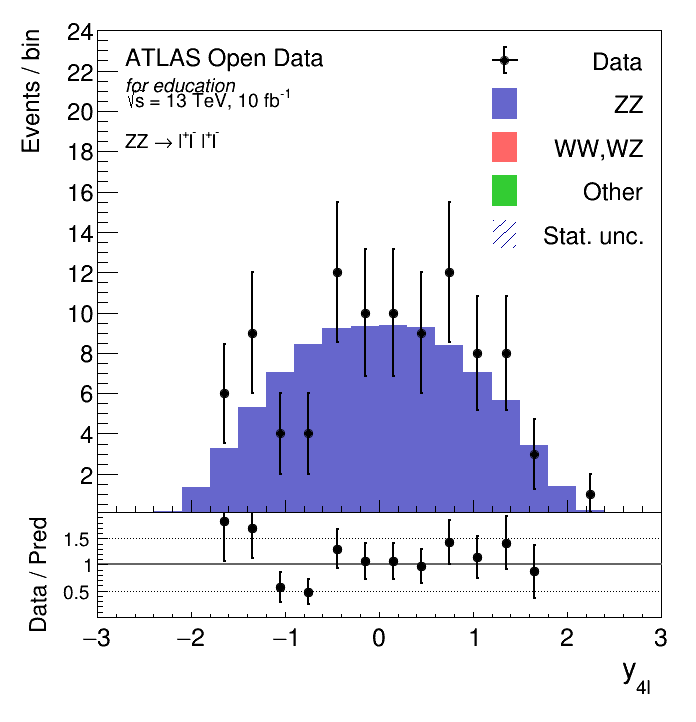 ATLAS Open Data
for education
√s = 13 TeV, 10 fb⁻¹
ZZ → l⁺l⁻ l⁺l⁻
Data
ZZ
WW,WZ
Other
Stat. unc.
Events / bin
24
22
20
18
16
14
12
10
8
6
4
2
Data / Pred
1.5
1
0.5
−3 −2 −1 0 1 2 3
y₄ₗ